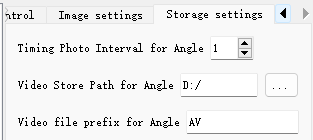 ntrol Image settings Storage settings
Timing Photo Interval for Angle 1
Video Store Path for Angle D:/ ...
Video file prefix for Angle AV